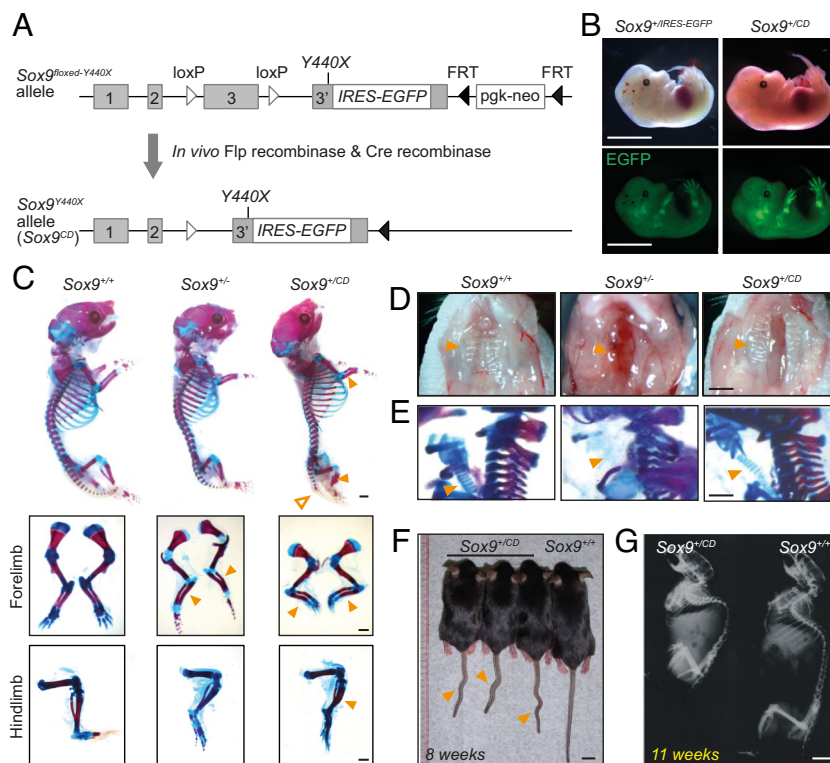 A
Sox9floxed-Y440X
allele
loxP
loxP
Y440X
FRT
FRT
1
2
3
3'
IRES-EGFP
pgk-neo
In vivo Flp recombinase & Cre recombinase
Sox9Y440X
allele
(Sox9CD)
Y440X
1
2
3'
IRES-EGFP
B
Sox9+/IRES-EGFP
Sox9+/CD
EGFP
C
Sox9+/+
Sox9+/-
Sox9+/CD
Forelimb
Hindlimb
D
Sox9+/+
Sox9+/-
Sox9+/CD
E
F
Sox9+/CD
Sox9+/+
8 weeks
G
Sox9+/CD
Sox9+/+
11 weeks